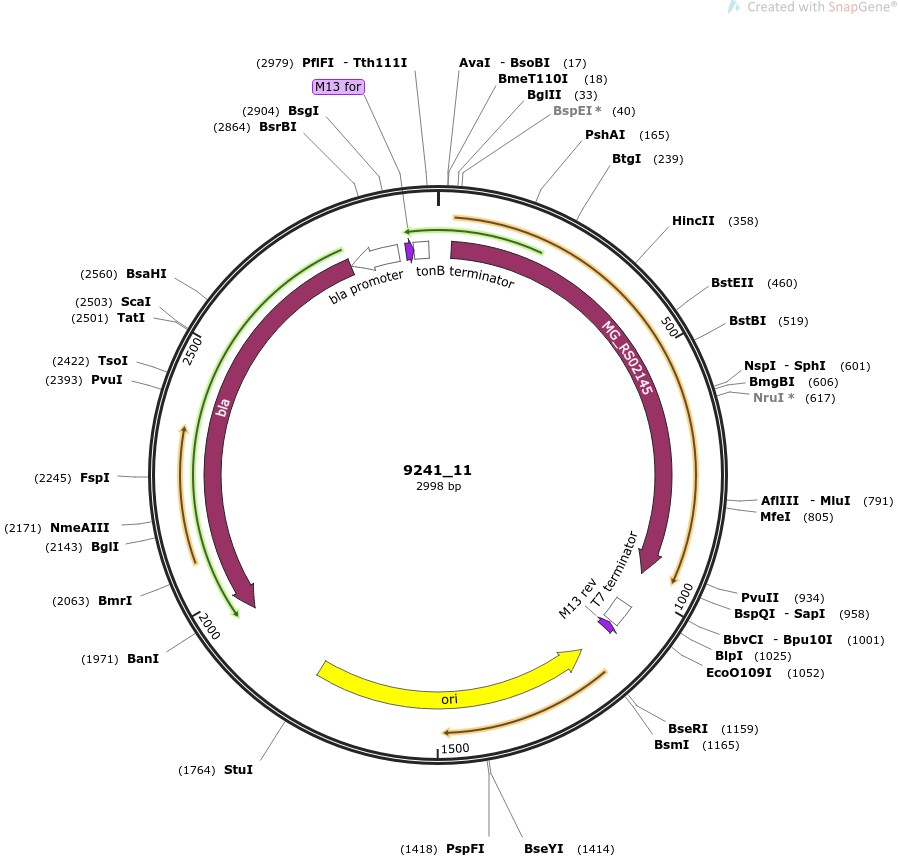 Created with SnapGene®
(2979) PflFI - Tth111I
M13 for
(2904) BsgI
(2864) BsrBI
AvaI - BsoBI (17)
BmeT110I (18)
BglII (33)
BspEI * (40)
PshAI (165)
BtgI (239)
HincII (358)
BstEII (460)
BstBI (519)
NspI - SphI (601)
BmgBI (606)
NruI * (617)
AflIII - MluI (791)
MfeI (805)
PvuII (934)
BspQI - SapI (958)
BbvCI - Bpu10I (1001)
BlpI (1025)
EcoO109I (1052)
BseRI (1159)
BsmI (1165)
BseYI (1414)
(1418) PspFI
(1764) StuI
(1971) BanI
(2063) BmrI
(2143) BglI
(2171) NmeAIII
(2245) FspI
(2393) PvuI
(2422) TsoI
(2501) TatI
(2503) ScaI
(2560) BsaHI
bla promoter
tonB terminator
MG_RS02145
T7 terminator
M13 rev
ori
bla
500
1000
1500
2000
2500
9241_11
2998 bp